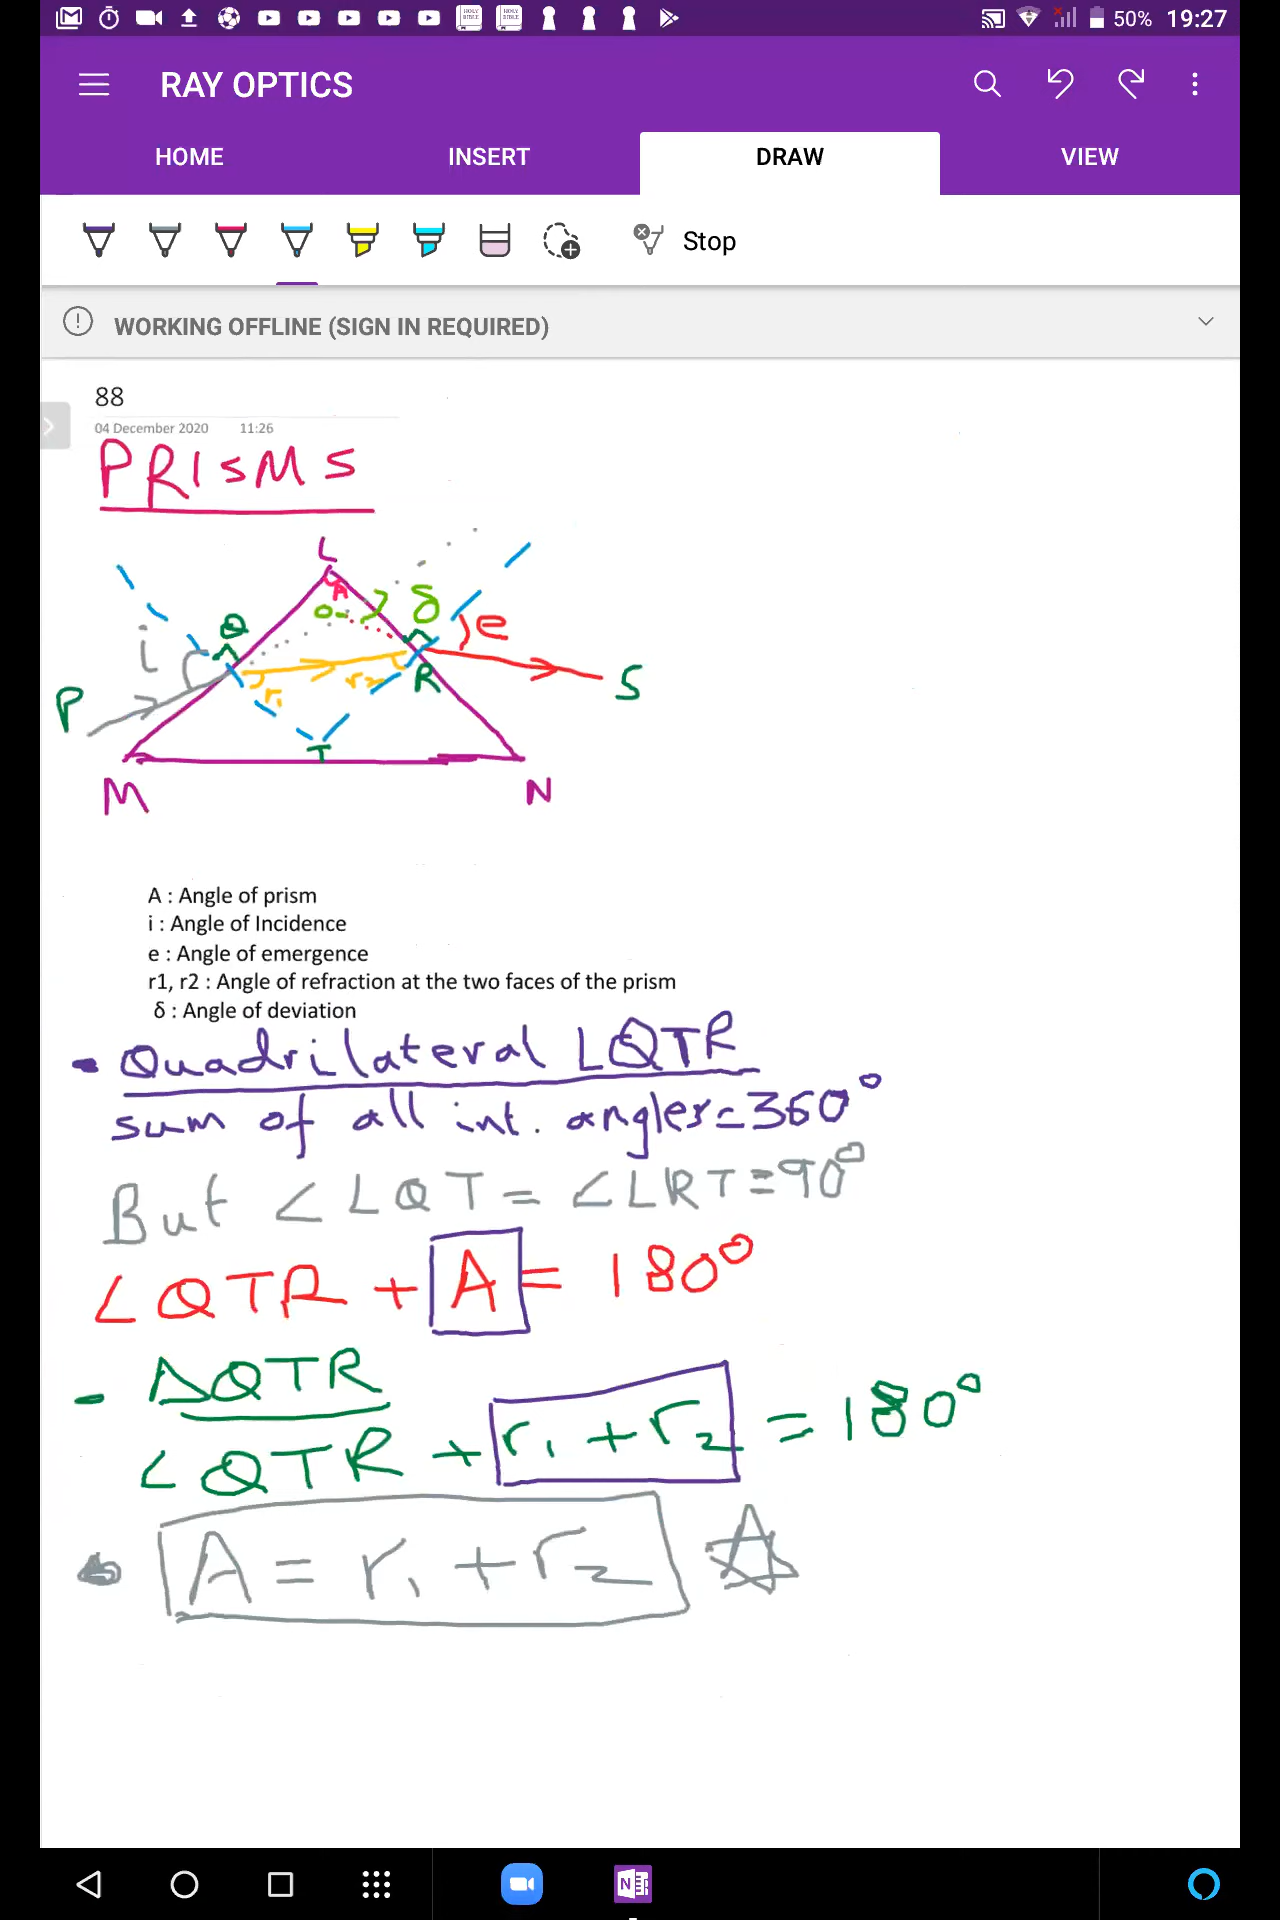 50% 19:27
RAY OPTICS
HOME INSERT DRAW VIEW
Stop
WORKING OFFLINE (SIGN IN REQUIRED)
88
04 December 2020 11:26
PRISMS
L
A
O δ
Q e
i
P r1 r2 R S
T
M N
A : Angle of prism
i : Angle of Incidence
e : Angle of emergence
r1, r2 : Angle of refraction at the two faces of the prism
δ : Angle of deviation
- Quadrilateral LQTR
sum of all int. angles = 360°
But ∠LQT = ∠LRT = 90°
∠QTR + A = 180°
- ΔQTR
∠QTR + r₁ + r₂ = 180°
A = r₁ + r₂